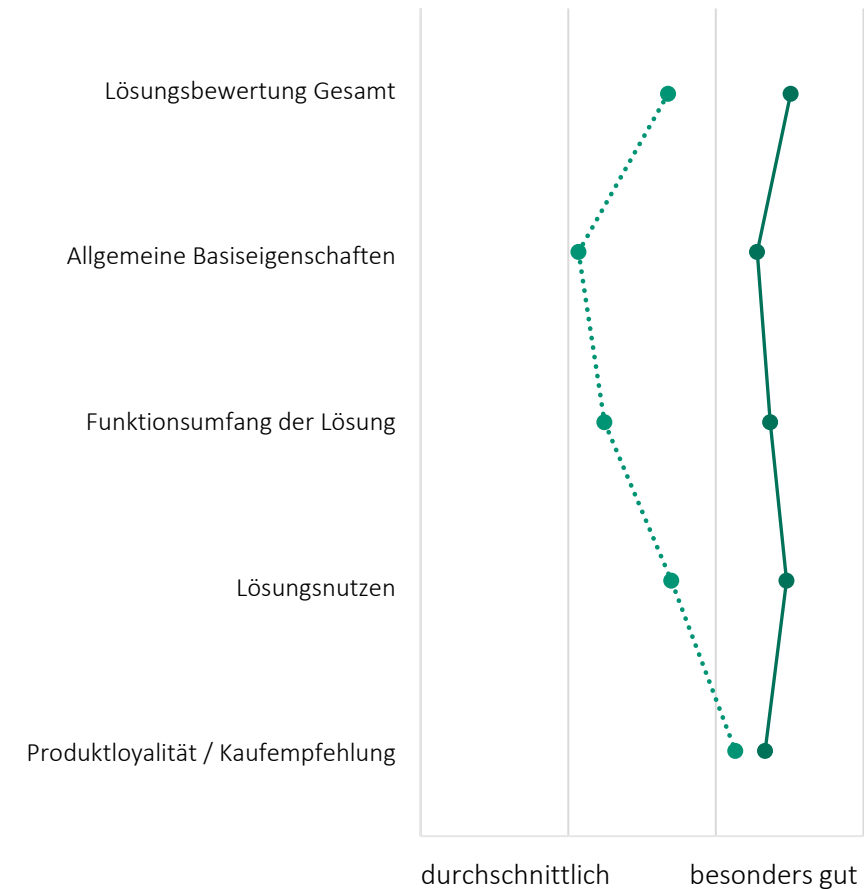 Lösungsbewertung Gesamt
Allgemeine Basiseigenschaften
Funktionsumfang der Lösung
Lösungsnutzen
Produktloyalität / Kaufempfehlung
durchschnittlich besonders gut